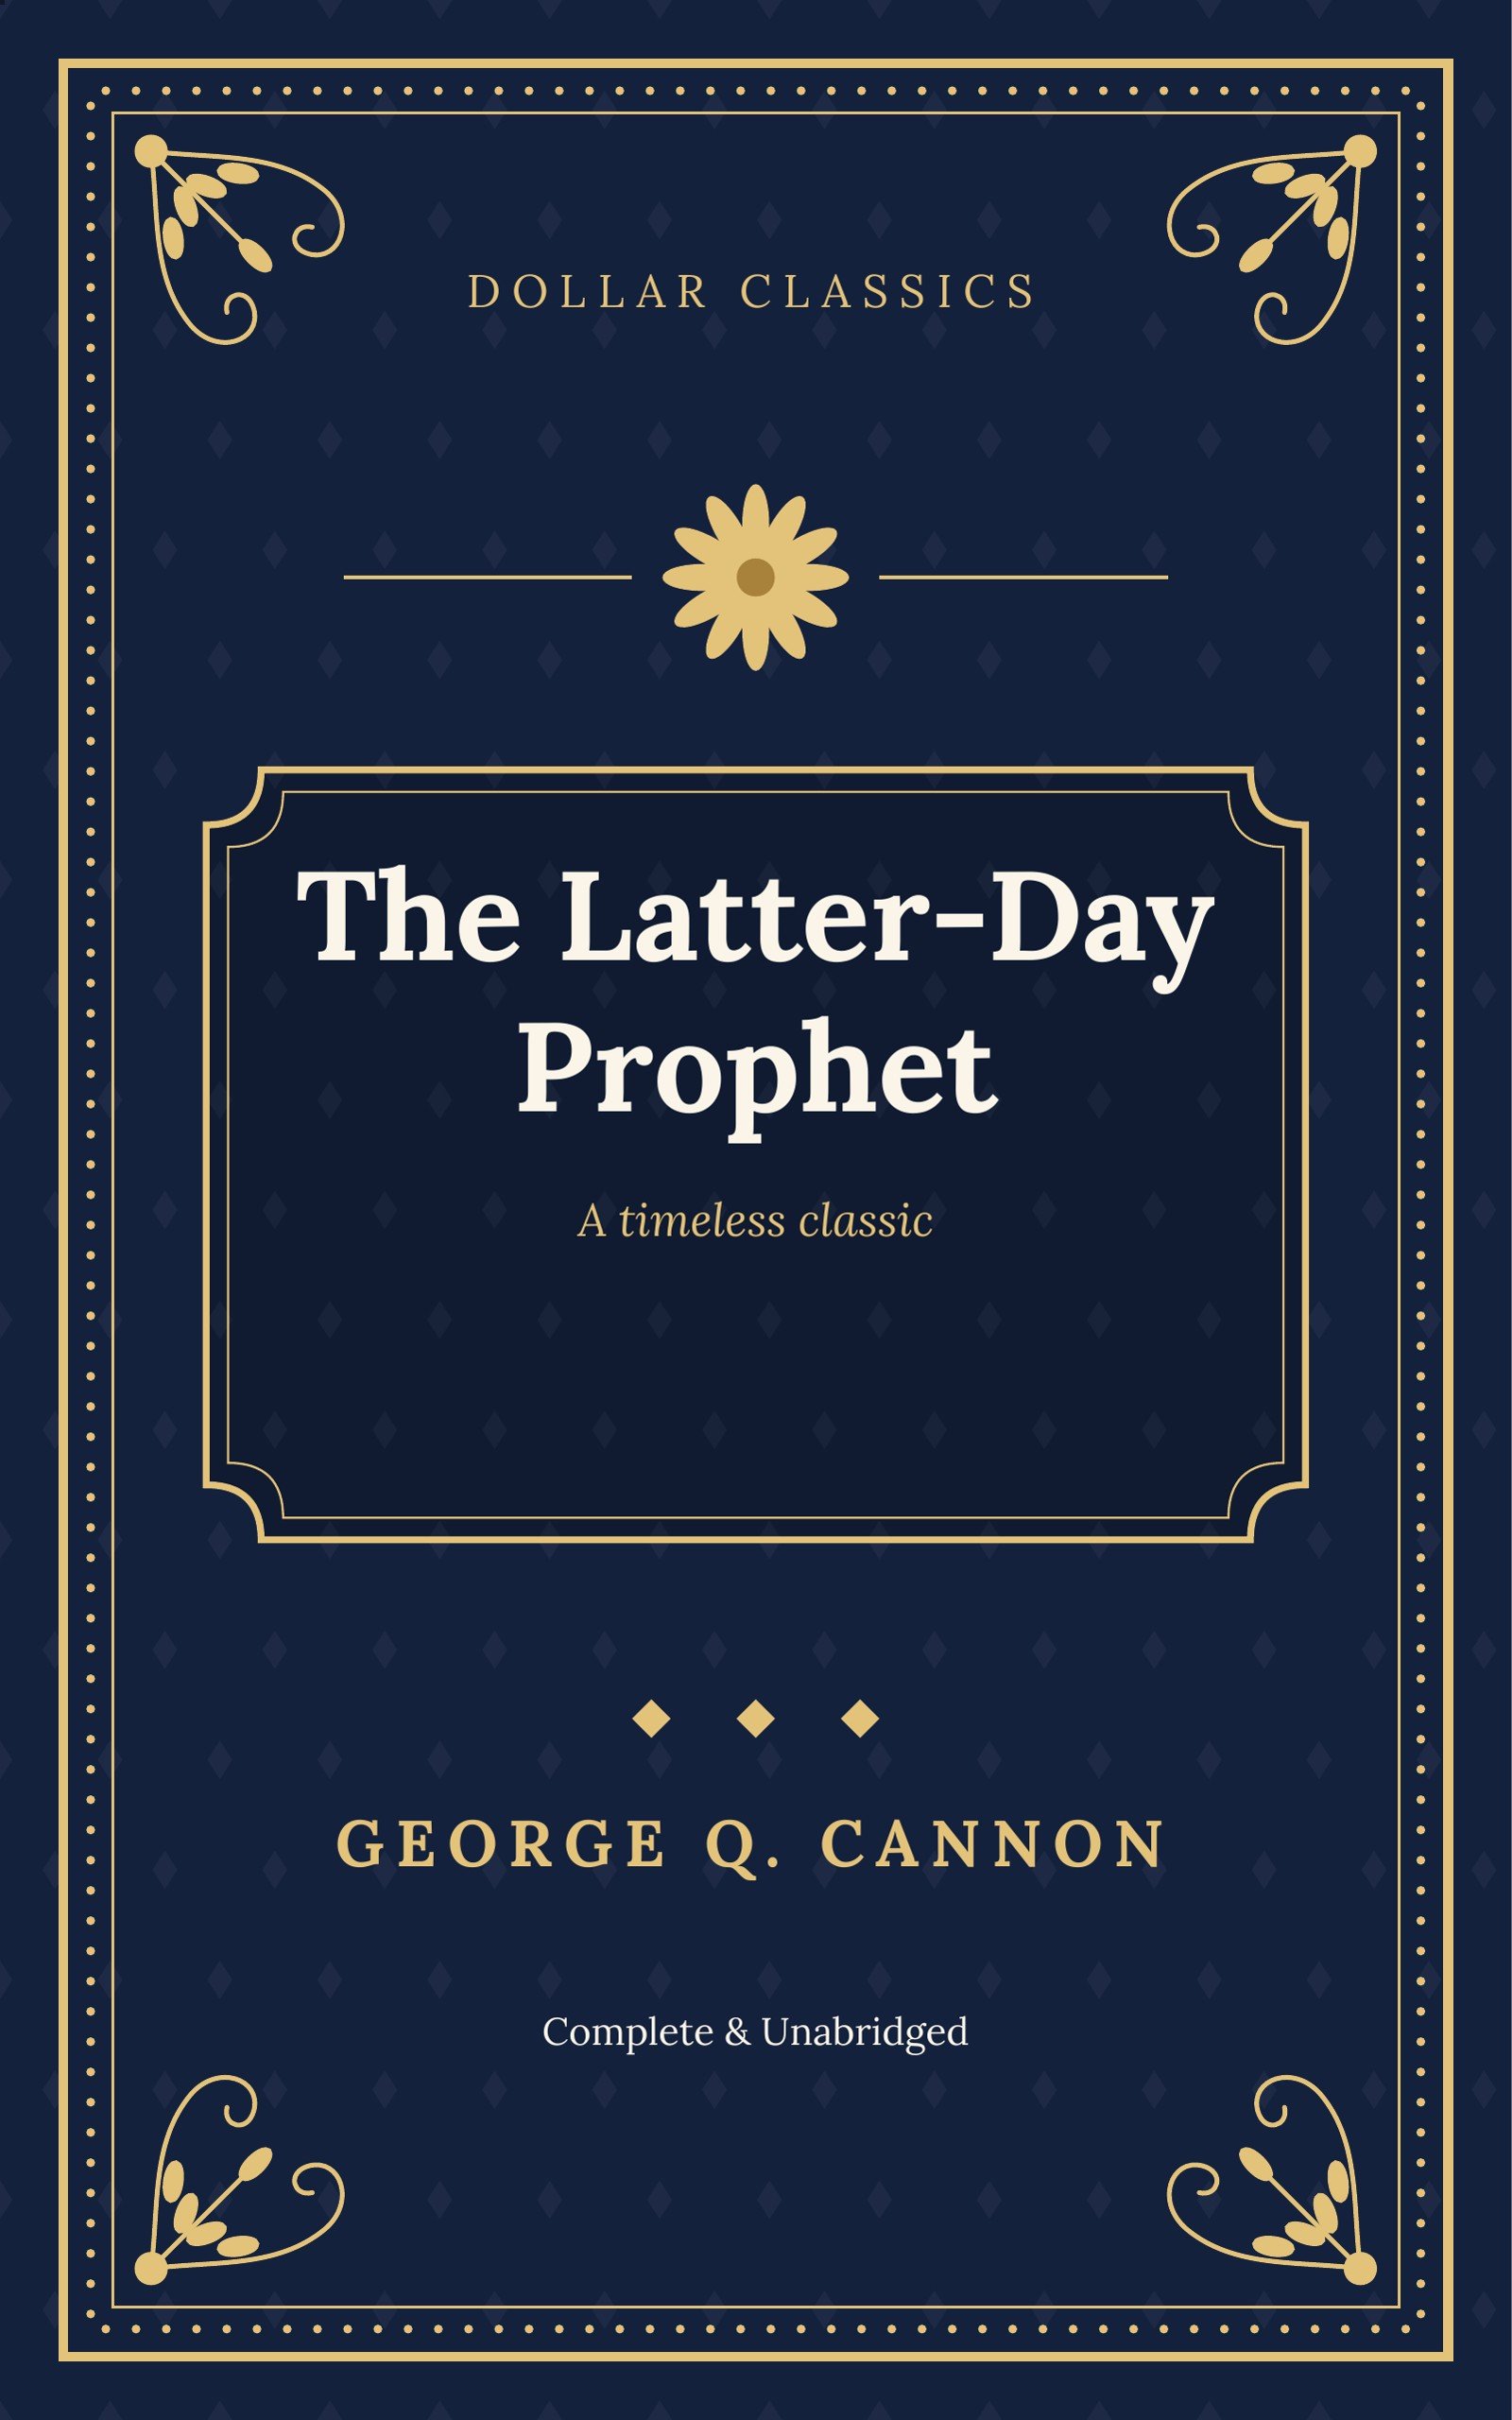 DOLLAR CLASSICS
The Latter-Day
Prophet
A timeless classic
GEORGE Q. CANNON
Complete & Unabridged